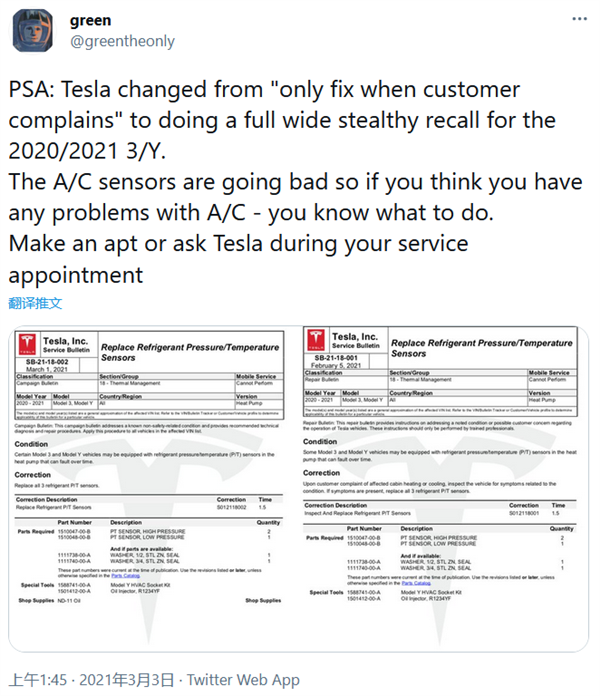 green
@greentheonly
PSA: Tesla changed from "only fix when customer
complains" to doing a full wide stealthy recall for the
2020/2021 3/Y.
The A/C sensors are going bad so if you think you have
any problems with A/C - you know what to do.
Make an apt or ask Tesla during your service
appointment
翻译推文
Tesla, Inc.
Service Bulletin
Replace Refrigerant Pressure/Temperature
Sensors
SB-21-18-002
March 1, 2021
Classification Section/Group Mobile Service
Campaign Bulletin 18 - Thermal Management Cannot Perform
Model Year Model Country/Region Version
2020 - 2021 Model 3, Model Y All Heat Pump
Campaign Bulletin: This campaign bulletin addresses a known non-safety related condition and provides recommended
diagnosis and repair procedures. Apply this procedure to all vehicles in the affected VIN list.
Condition
Certain Model 3 and Model Y vehicles may be equipped with refrigerant pressure/temperature (P/T) sensors in the
heat pump that can fault over time.
Correction
Replace all 3 refrigerant P/T sensors.
Correction Description Correction Time
Replace Refrigerant P/T Sensors S012118002 1.5
Part Number Description Quantity
Parts Required 1510047-00-B PT SENSOR, HIGH PRESSURE 2
1510048-00-B PT SENSOR, LOW PRESSURE 1
And if parts are available:
1111738-00-A WASHER, 1/2, STL ZN, SEAL 1
1111740-00-A WASHER, 3/4, STL ZN, SEAL 1
These part numbers were current at the time of publication. Use the revisions listed or later, unless
otherwise specified in the Parts Catalog.
Special Tools 1588741-00-A Model Y HVAC Socket Kit
1501412-00-A Oil Injector, R1234YF
Shop Supplies ND-11 Oil Shop Supplies
Tesla, Inc.
Service Bulletin
Replace Refrigerant Pressure/Temperature
Sensors
SB-21-18-001
February 5, 2021
Classification Section/Group Mobile Service
Repair Bulletin 18 - Thermal Management Cannot Perform
Model Year Model Country/Region Version
2020 - 2021 Model 3, Model Y All Heat Pump
Repair Bulletin: This repair bulletin provides instructions on addressing a noted condition or possible customer concern regarding
the operation of Tesla vehicles. These instructions should only be performed by trained professionals.
Condition
Some Model 3 and Model Y vehicles may be equipped with refrigerant pressure/temperature (P/T) sensors in the heat
pump that can fault over time.
Correction
Upon customer complaint of affected cabin heating or cooling, inspect the vehicle for symptoms related to the
condition. If symptoms are present, replace all 3 refrigerant P/T sensors.
Correction Description Correction Time
Inspect And Replace Refrigerant P/T Sensors S012118001 1.5
Part Number Description Quantity
Parts Required 1510047-00-B PT SENSOR, HIGH PRESSURE 2
1510048-00-B PT SENSOR, LOW PRESSURE 1
And if available:
1111738-00-A WASHER, 1/2, STL ZN, SEAL 1
1111740-00-A WASHER, 3/4, STL ZN, SEAL 1
These part numbers were current at the time of publication. Use the revisions listed or later, unless
otherwise specified in the Parts Catalog.
Special Tools 1588741-00-A Model Y HVAC Socket Kit
1501412-00-A Oil Injector, R1234YF
上午1:45 · 2021年3月3日 · Twitter Web App